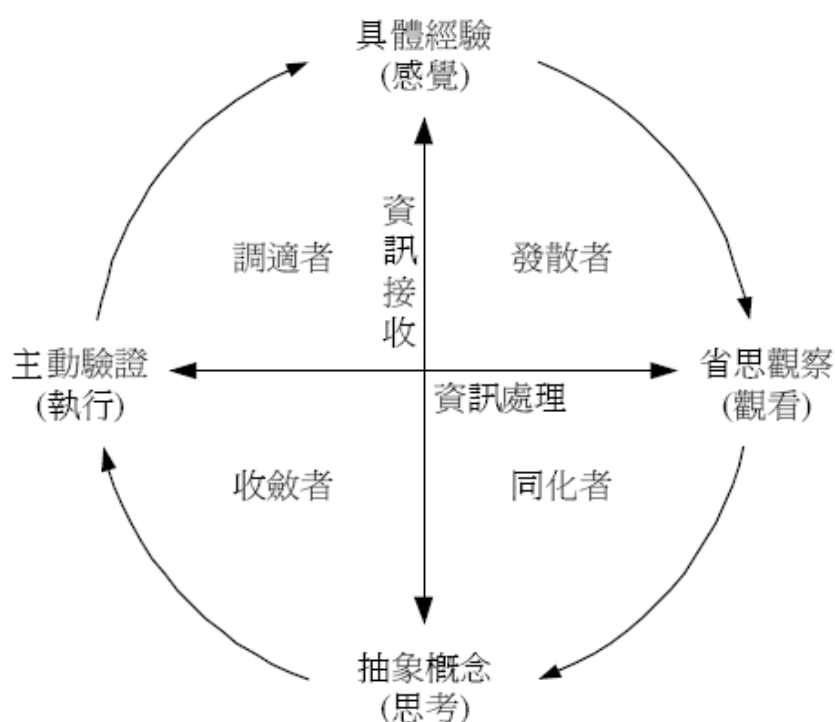 具體經驗
(感覺)
資訊接收
調適者
發散者
主動驗證
(執行)
省思觀察
(觀看)
資訊處理
收斂者
同化者
抽象概念
(思考)